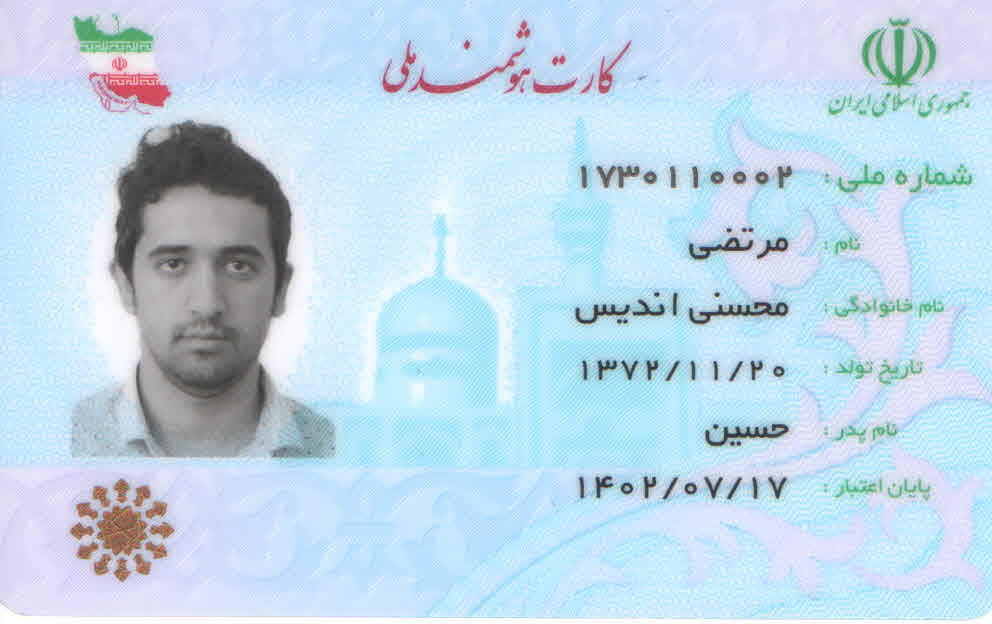 کارت هوشمند ملی
جمهوری اسلامی ایران
شماره ملی : ۱۷۳۰۱۱۰۰۰۲
نام : مرتضی
نام خانوادگی : محسنی اندیس
تاریخ تولد : ۱۳۷۲/۱۱/۲۰
نام پدر : حسین
پایان اعتبار : ۱۴۰۲/۰۷/۱۷